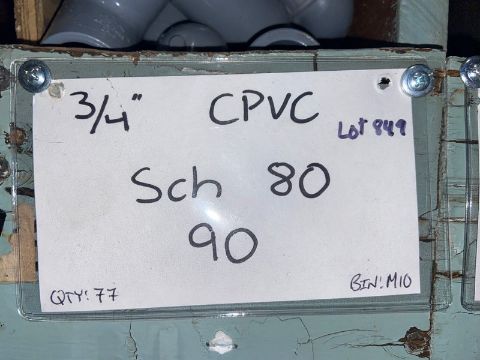 3/4" CPVC
Lot 849
Sch 80
90
QTY: 77 BIN: M10